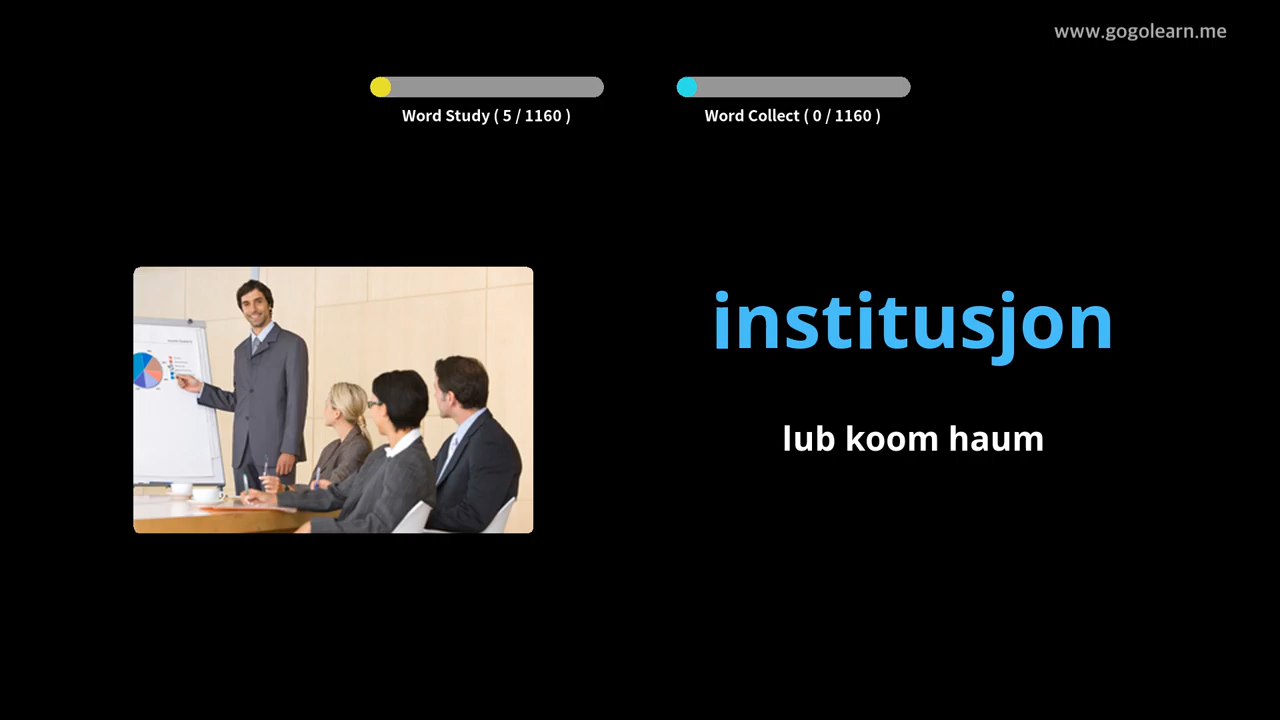 www.gogolearn.me
Word Study ( 5 / 1160 )
Word Collect ( 0 / 1160 )
institusjon
lub koom haum